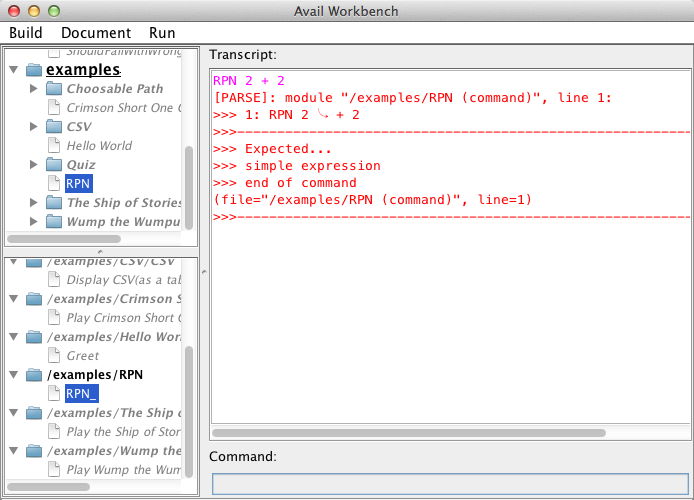 Avail Workbench
Build Document Run
ShouldFailWithWrong
examples
Choosable Path
Crimson Short One C
CSV
Hello World
Quiz
RPN
The Ship of Stories
Wump the Wumpu
/examples/CSV/CSV
Display CSV(as a tab
/examples/Crimson S
Play Crimson Short O
/examples/Hello Worl
Greet
/examples/RPN
RPN_
/examples/The Ship o
Play the Ship of Stor
/examples/Wump the
Play Wump the Wum
Transcript:
RPN 2 + 2
[PARSE]: module "/examples/RPN (command)", line 1:
>>> 1: RPN 2 ⤷ + 2
>>>---------------------------------------------------------------
>>> Expected...
>>> simple expression
>>> end of command
(file="/examples/RPN (command)", line=1)
>>>---------------------------------------------------------------
Command: